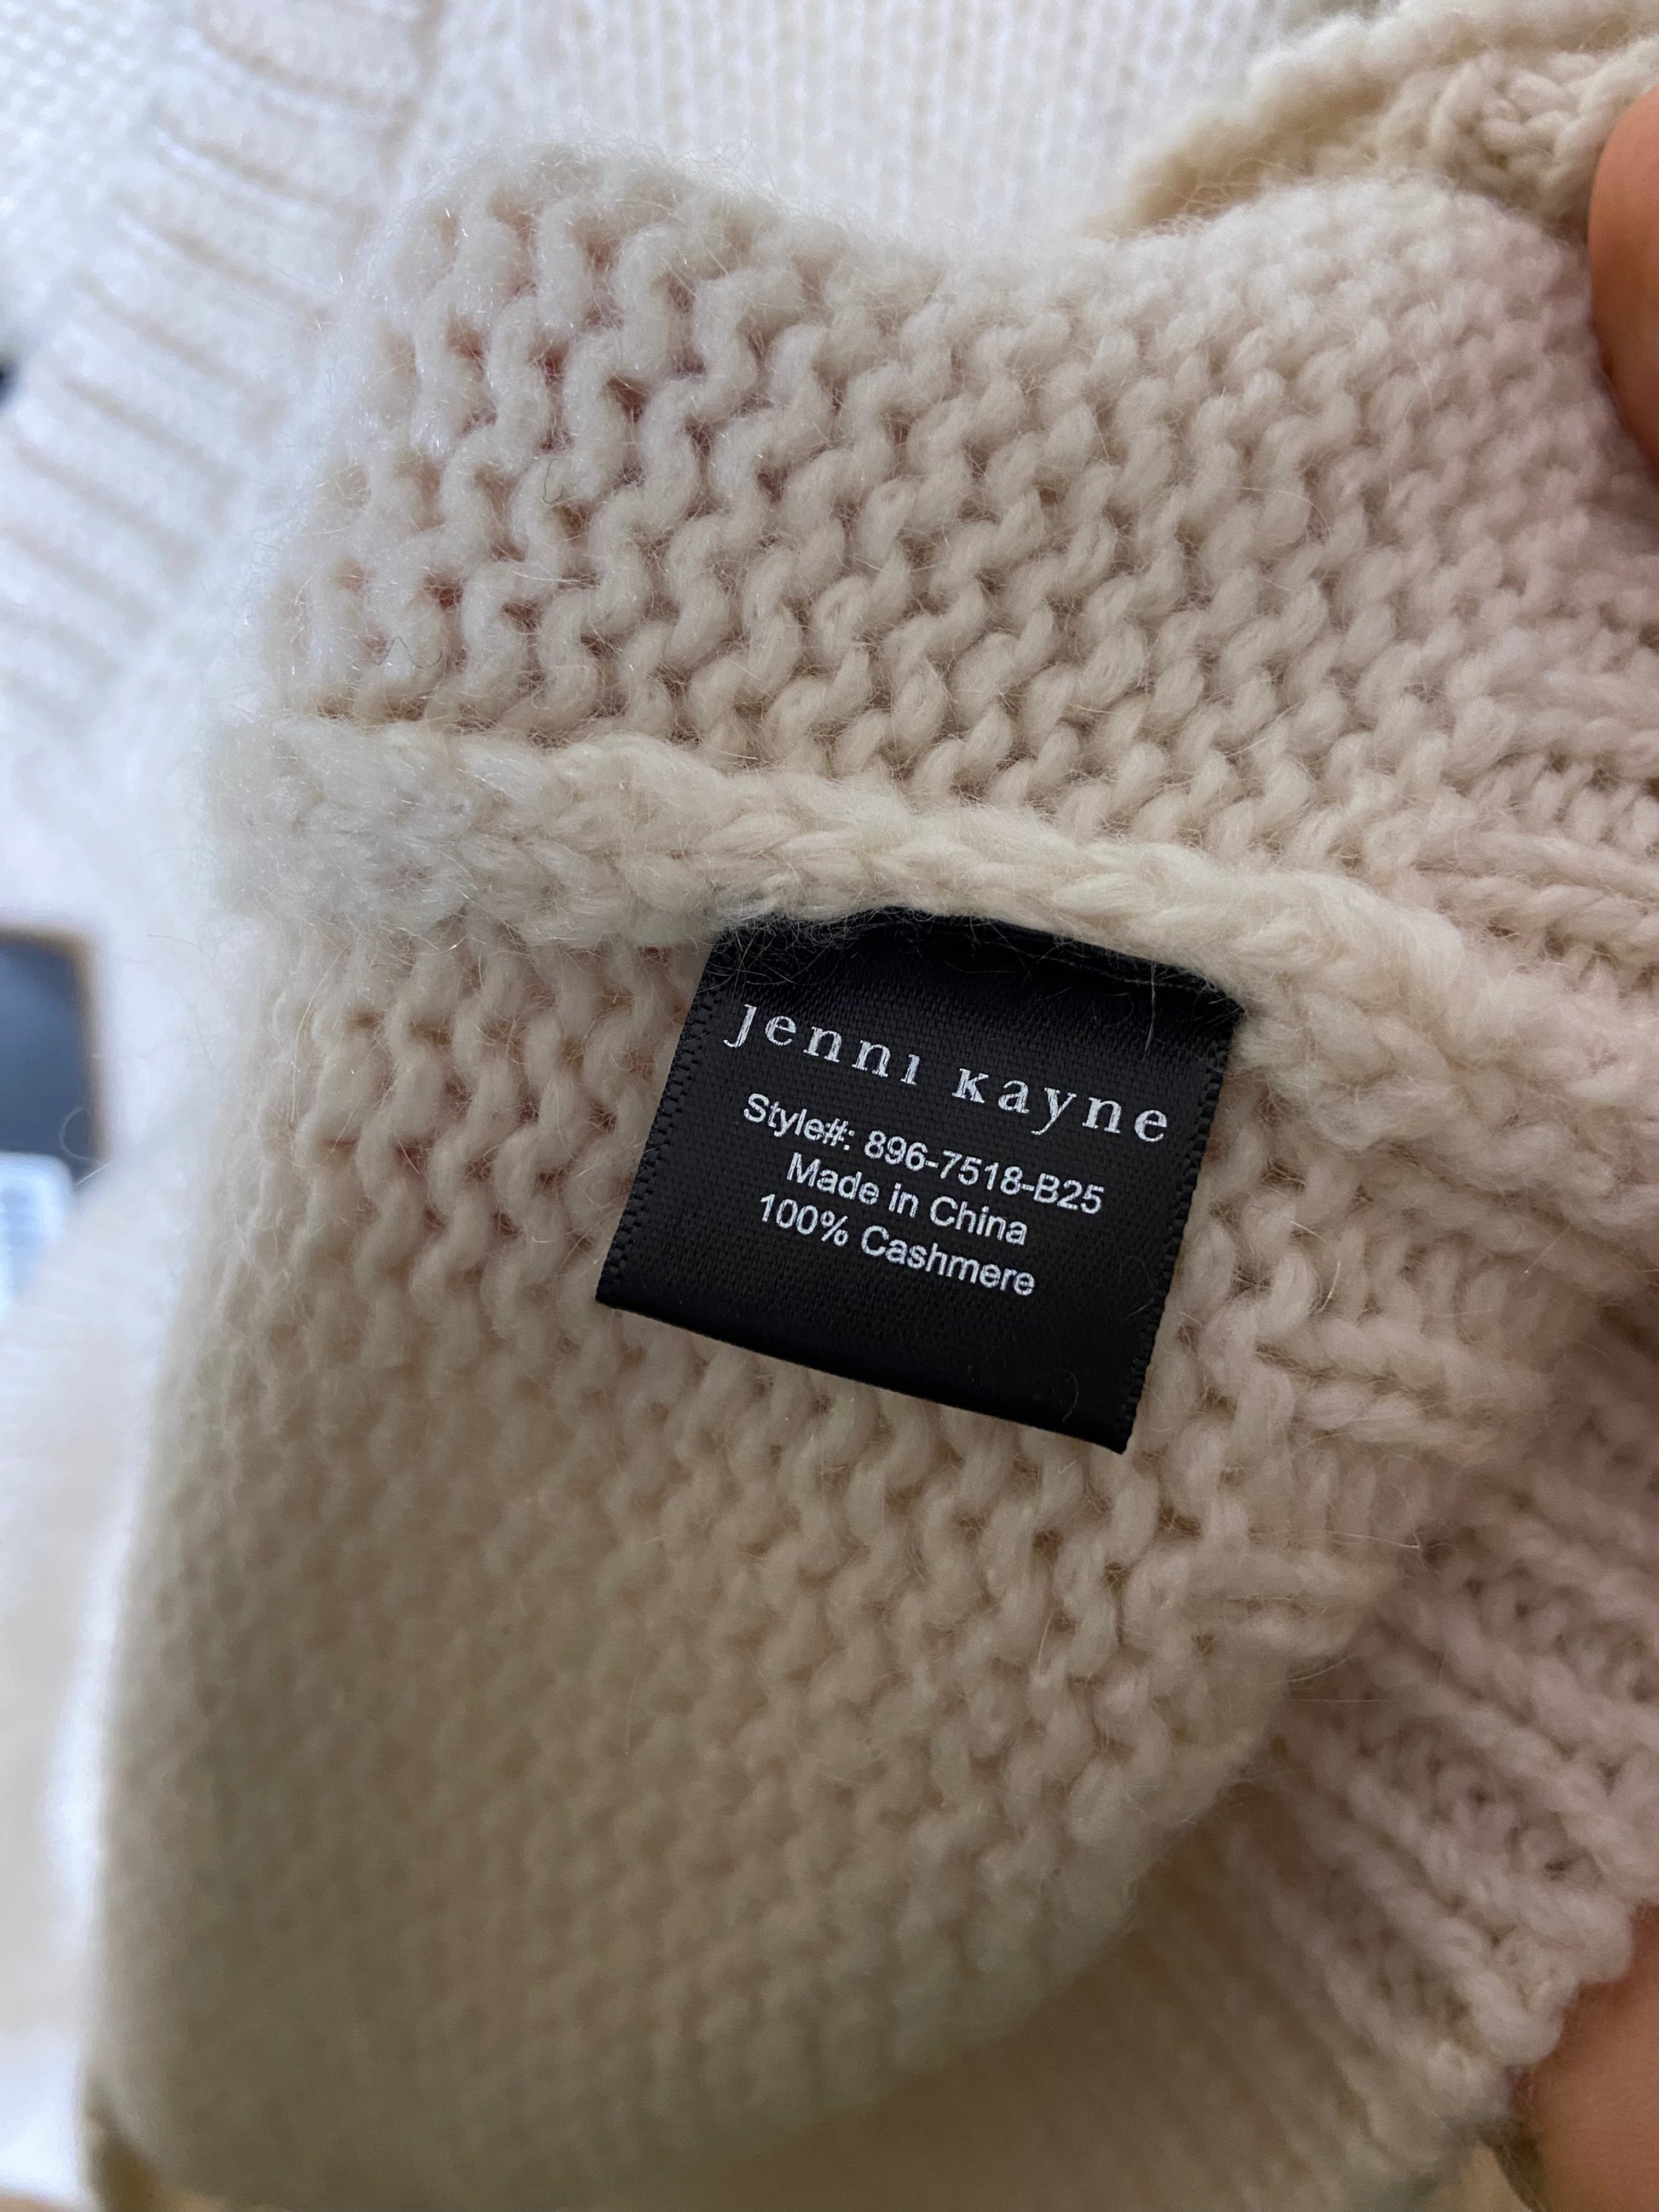 Jenni Kayne
Style#: 896-7518-B25
Made in China
100% Cashmere